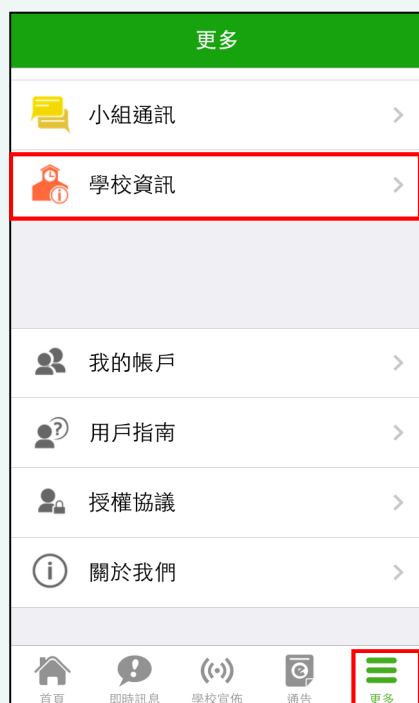 更多
小組通訊
學校資訊
我的帳戶
用戶指南
授權協議
關於我們
首頁
即時訊息
學校宣佈
通告
更多